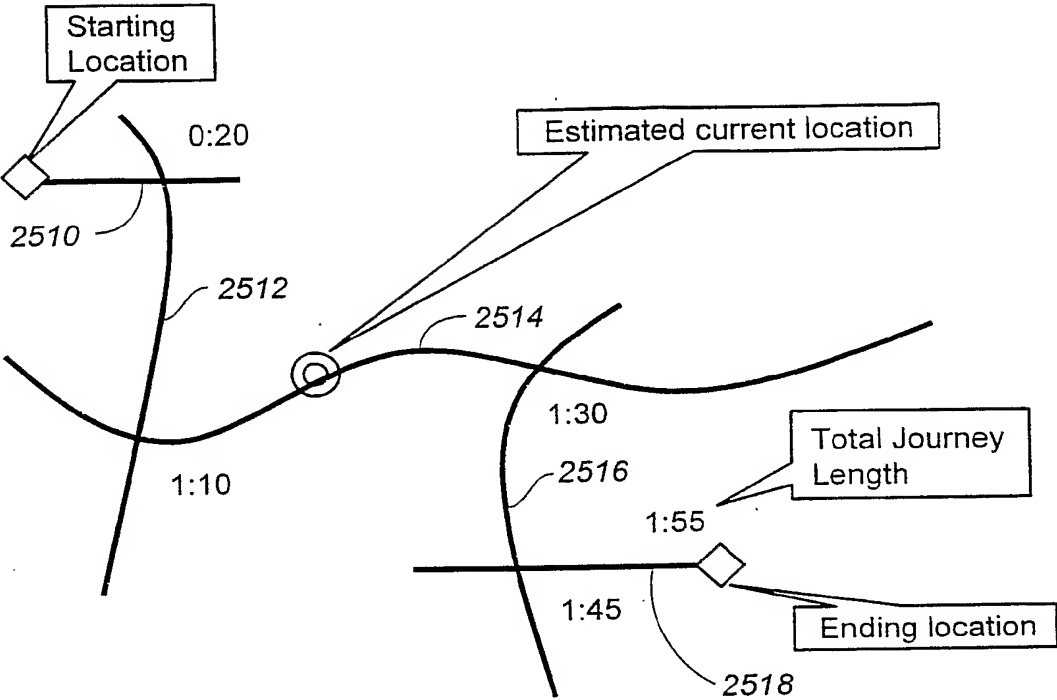 Starting
Location
0:20
Estimated current location
2510
2512
2514
1:30
Total Journey
Length
1:10
2516
1:55
1:45
Ending location
2518